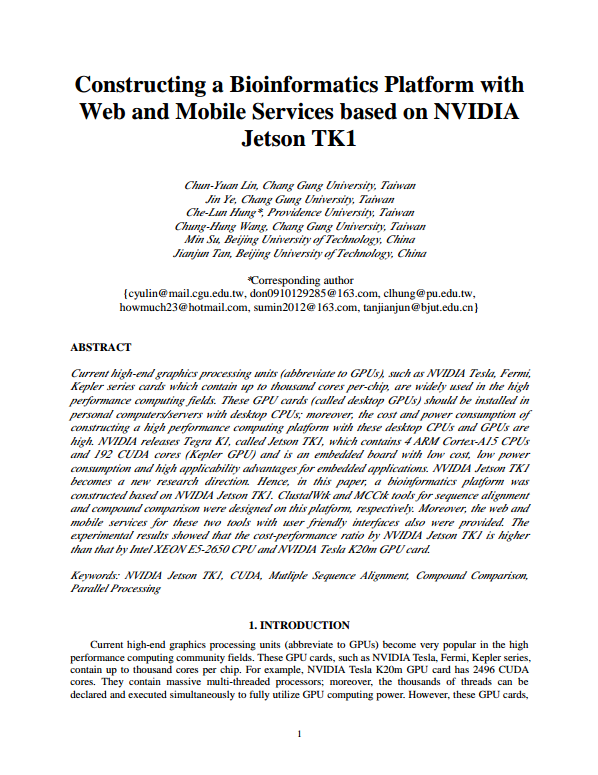 Constructing a Bioinformatics Platform with
Web and Mobile Services based on NVIDIA
Jetson TK1
Chun-Yuan Lin, Chang Gung University, Taiwan
Jin Ye, Chang Gung University, Taiwan
Che-Lun Hung*, Providence University, Taiwan
Chung-Hung Wang, Chang Gung University, Taiwan
Min Su, Beijing University of Technology, China
Jianjun Tan, Beijing University of Technology, China
*Corresponding author
{cyulin@mail.cgu.edu.tw, don0910129285@163.com, clhung@pu.edu.tw,
howmuch23@hotmail.com, sumin2012@163.com, tanjianjun@bjut.edu.cn}
ABSTRACT
Current high-end graphics processing units (abbreviate to GPUs), such as NVIDIA Tesla, Fermi,
Kepler series cards which contain up to thousand cores per-chip, are widely used in the high
performance computing fields. These GPU cards (called desktop GPUs) should be installed in
personal computers/servers with desktop CPUs; moreover, the cost and power consumption of
constructing a high performance computing platform with these desktop CPUs and GPUs are
high. NVIDIA releases Tegra K1, called Jetson TK1, which contains 4 ARM Cortex-A15 CPUs
and 192 CUDA cores (Kepler GPU) and is an embedded board with low cost, low power
consumption and high applicability advantages for embedded applications. NVIDIA Jetson TK1
becomes a new research direction. Hence, in this paper, a bioinformatics platform was
constructed based on NVIDIA Jetson TK1. ClustalWtk and MCCtk tools for sequence alignment
and compound comparison were designed on this platform, respectively. Moreover, the web and
mobile services for these two tools with user friendly interfaces also were provided. The
experimental results showed that the cost-performance ratio by NVIDIA Jetson TK1 is higher
than that by Intel XEON E5-2650 CPU and NVIDIA Tesla K20m GPU card.
Keywords: NVIDIA Jetson TK1, CUDA, Mutliple Sequence Alignment, Compound Comparison,
Parallel Processing
1. INTRODUCTION
Current high-end graphics processing units (abbreviate to GPUs) become very popular in the high
performance computing community fields. These GPU cards, such as NVIDIA Tesla, Fermi, Kepler series,
contain up to thousand cores per chip. For example, NVIDIA Tesla K20m GPU card has 2496 CUDA
cores. They contain massive multi-threaded processors; moreover, the thousands of threads can be
declared and executed simultaneously to fully utilize GPU computing power. However, these GPU cards,
1